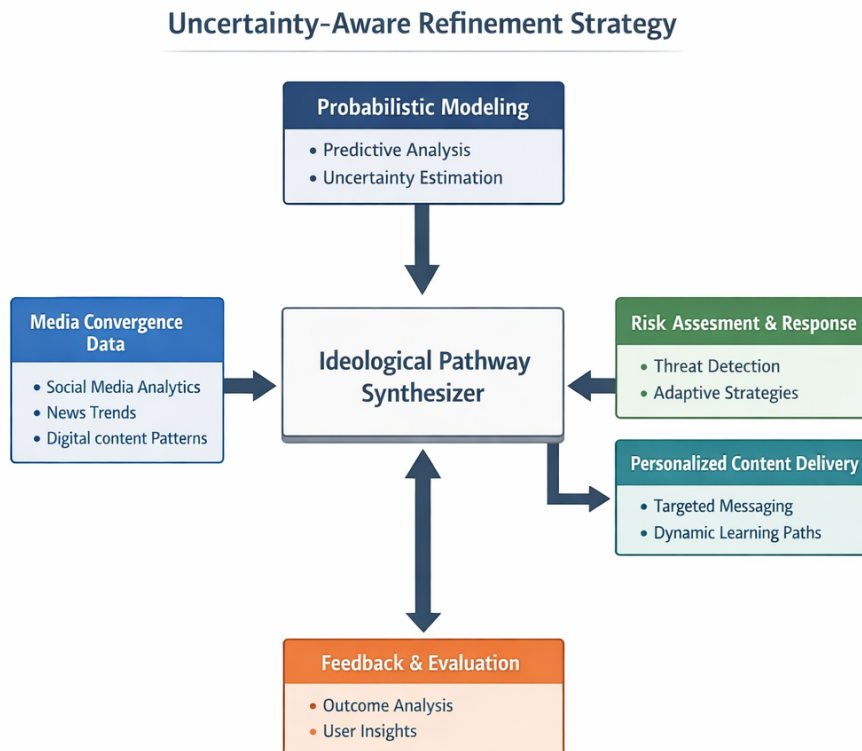 Uncertainty-Aware Refinement Strategy
Probabilistic Modeling
• Predictive Analysis
• Uncertainty Estimation
Media Convergence
Data
• Social Media Analytics
• News Trends
• Digital content Patterns
Ideological Pathway
Synthesizer
Risk Assesment & Response
• Threat Detection
• Adaptive Strategies
Personalized Content Delivery
• Targeted Messaging
• Dynamic Learning Paths
Feedback & Evaluation
• Outcome Analysis
• User Insights